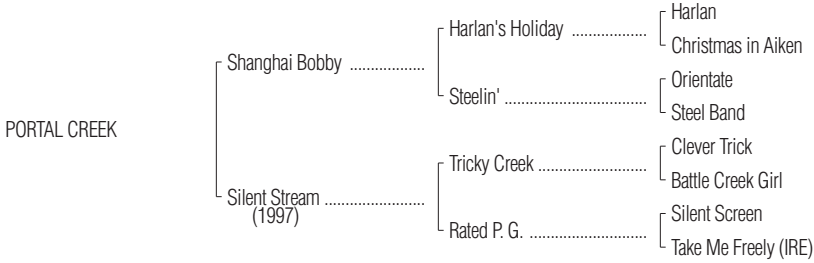 Harlan
Harlan's Holiday ..................
Christmas in Aiken
Shanghai Bobby ..................
Orientate
Steelin' ..................................
Steel Band
PORTAL CREEK
Clever Trick
Tricky Creek ..........................
Battle Creek Girl
Silent Stream ........................
(1997)
Silent Screen
Rated P. G. ............................
Take Me Freely (IRE)